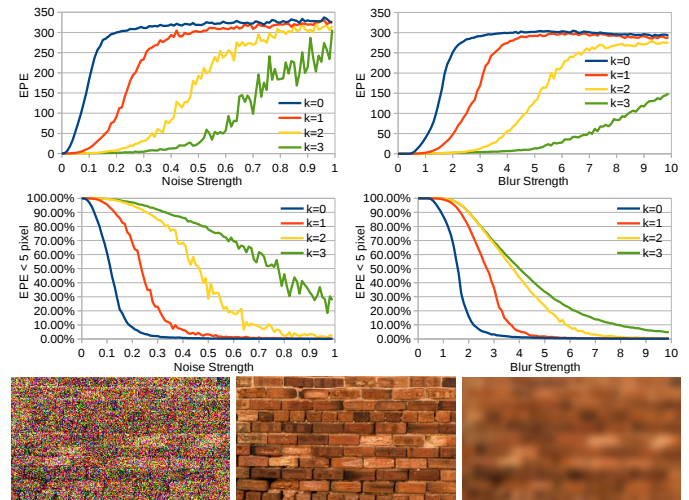 350
300
250
200
150
100
50
0
EPE
0 0.1 0.2 0.3 0.4 0.5 0.6 0.7 0.8 0.9 1
Noise Strength
k=0
k=1
k=2
k=3
350
300
250
200
150
100
50
0
EPE
0 1 2 3 4 5 6 7 8 9 10
Blur Strength
k=0
k=1
k=2
k=3
100.00%
90.00%
80.00%
70.00%
60.00%
50.00%
40.00%
30.00%
20.00%
10.00%
0.00%
EPE < 5 pixel
0 0.1 0.2 0.3 0.4 0.5 0.6 0.7 0.8 0.9 1
Noise Strength
k=0
k=1
k=2
k=3
100.00%
90.00%
80.00%
70.00%
60.00%
50.00%
40.00%
30.00%
20.00%
10.00%
0.00%
EPE < 5 pixel
0 1 2 3 4 5 6 7 8 9 10
Blur Strength
k=0
k=1
k=2
k=3